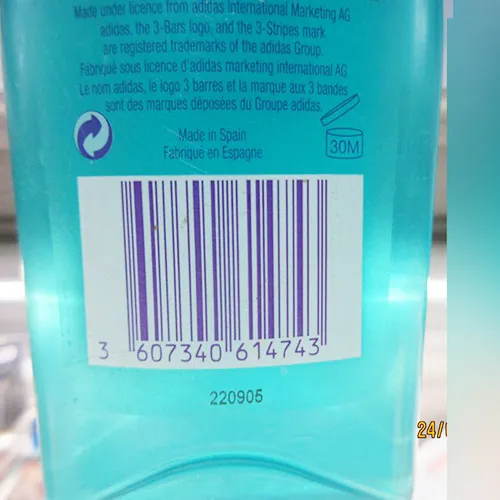 Made under licence from adidas International Marketing AG
adidas, the 3-Bars logo, and the 3-Stripes mark
are registered trademarks of the adidas Group.
Fabriqué sous licence d'adidas marketing international AG
Le nom adidas, le logo 3 barres et la marque aux 3 bandes
sont des marques déposées du Groupe adidas.
Made in Spain
Fabriqué en Espagne
30M
3 607340 614743
220905
24/